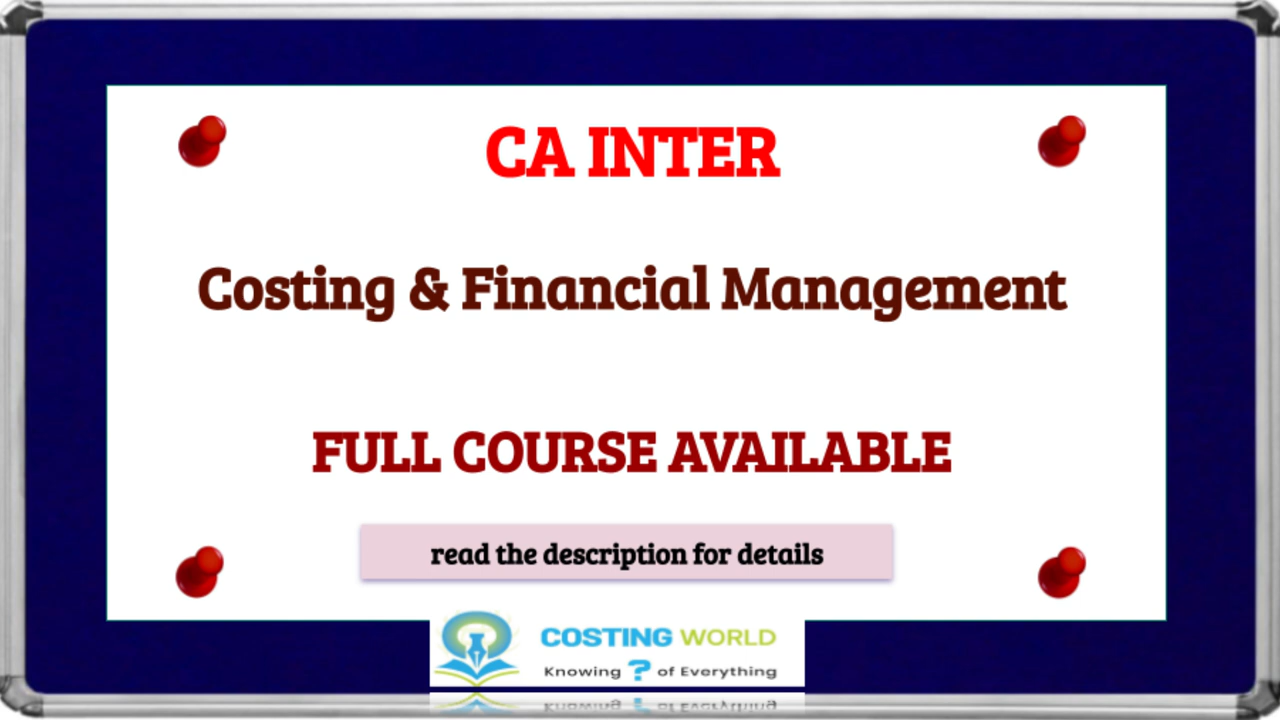 CA INTER
Costing & Financial Management
FULL COURSE AVAILABLE
read the description for details
COSTING WORLD
Knowing ? of Everything